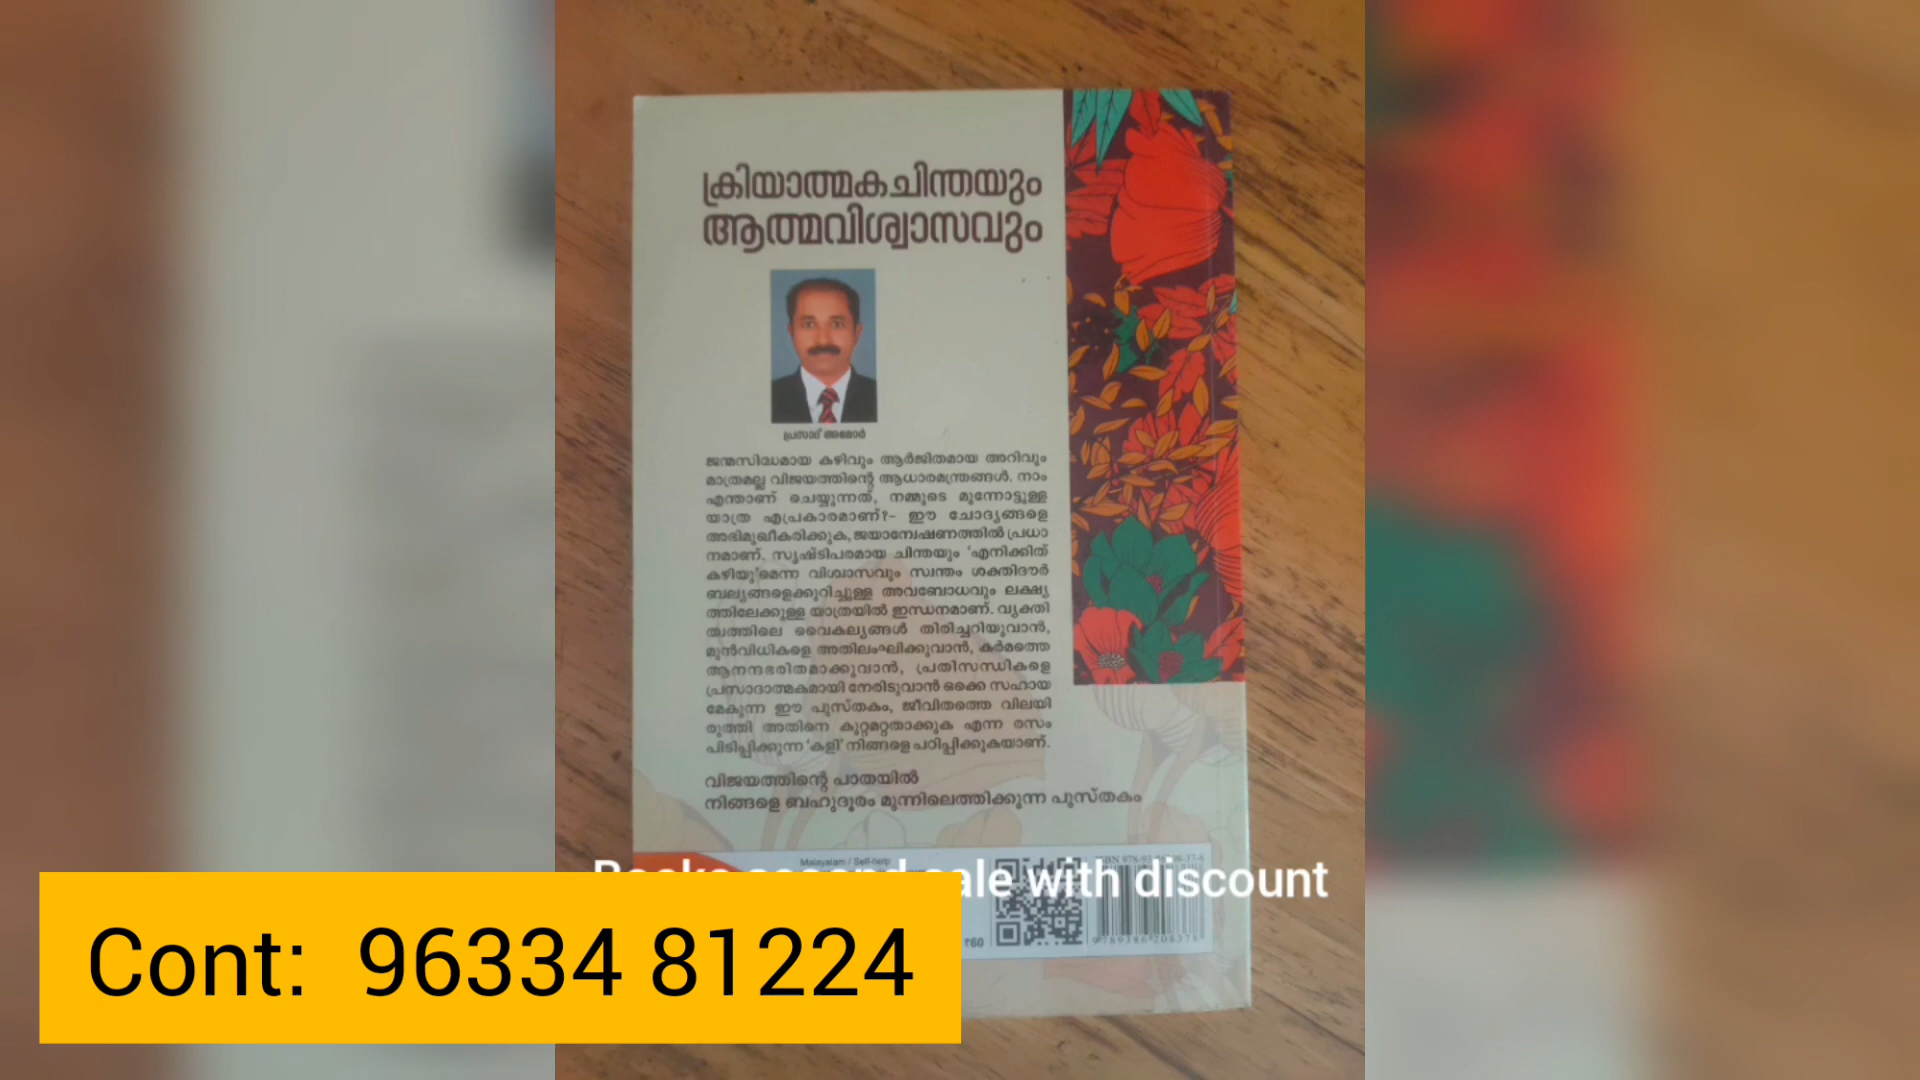 ക്രിയാത്മകചിന്തയും
ആത്മവിശ്വാസവും
പ്രസാദ് അമോർ
ജന്മസിദ്ധമായ കഴിവും ആർജിതമായ അറിവും
മാത്രമല്ല വിജയത്തിന്റെ ആധാരമന്ത്രങ്ങൾ. നാം
എന്താണ് ചെയ്യുന്നത്, നമ്മുടെ മുന്നോട്ടുള്ള
യാത്ര എപ്രകാരമാണ്?- ഈ ചോദ്യങ്ങളെ
അഭിമുഖീകരിക്കുക, ജയാന്വേഷണത്തിൽ പ്രധാ
നമാണ്. സൃഷ്ടിപരമായ ചിന്തയും 'എനിക്കിത്
കഴിയു'മെന്ന വിശ്വാസവും സ്വന്തം ശക്തിദൗർ
ബല്യങ്ങളെക്കുറിച്ചുള്ള അവബോധവും ലക്ഷ്യ
ത്തിലേക്കുള്ള യാത്രയിൽ ഇന്ധനമാണ്. വ്യക്തി
ത്വത്തിലെ വൈകല്യങ്ങൾ തിരിച്ചറിയുവാൻ,
മുൻവിധികളെ അതിലംഘിക്കുവാൻ, കർമത്തെ
ആനന്ദഭരിതമാക്കുവാൻ, പ്രതിസന്ധികളെ
പ്രസാദാത്മകമായി നേരിടുവാൻ ഒക്കെ സഹായ
മേകുന്ന ഈ പുസ്തകം, ജീവിതത്തെ വിലയി
രുത്തി അതിനെ കുറ്റമറ്റതാക്കുക എന്ന രസം
പിടിപ്പിക്കുന്ന 'കളി' നിങ്ങളെ പഠിപ്പിക്കുകയാണ്.
വിജയത്തിന്റെ പാതയിൽ
നിങ്ങളെ ബഹുദൂരം മുന്നിലെത്തിക്കുന്ന പുസ്തകം
Malayalam / Self-help
with discount
₹60
9 789386 208378
Cont: 96334 81224